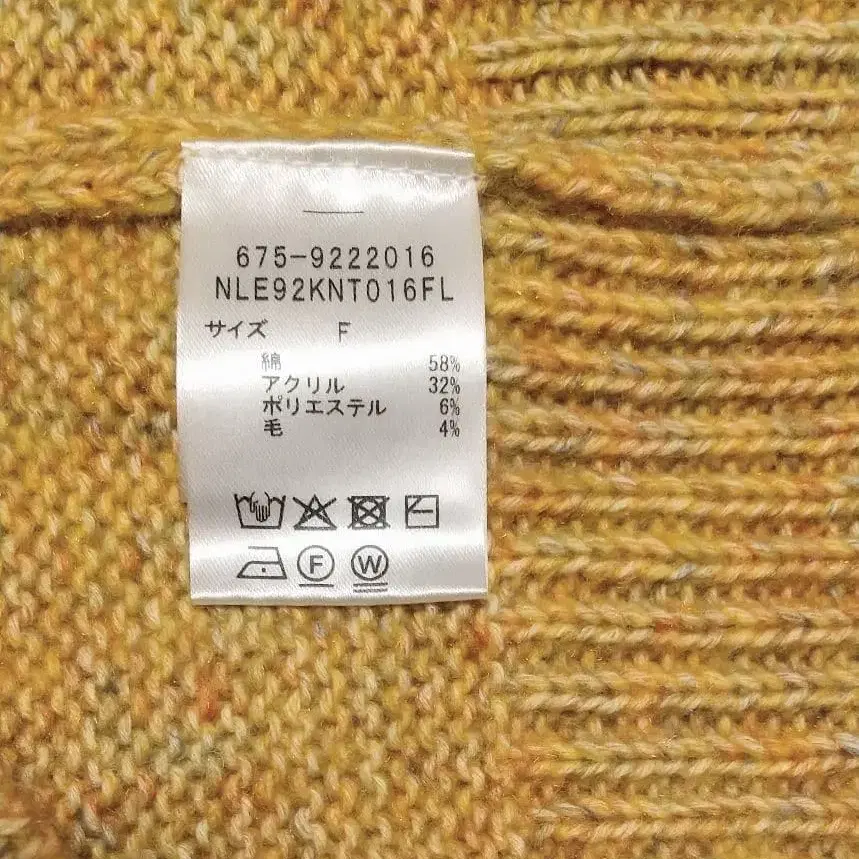 675-9222016
NLE92KNT016FL
サイズ F
綿 58%
アクリル 32%
ポリエステル 6%
毛 4%
F W